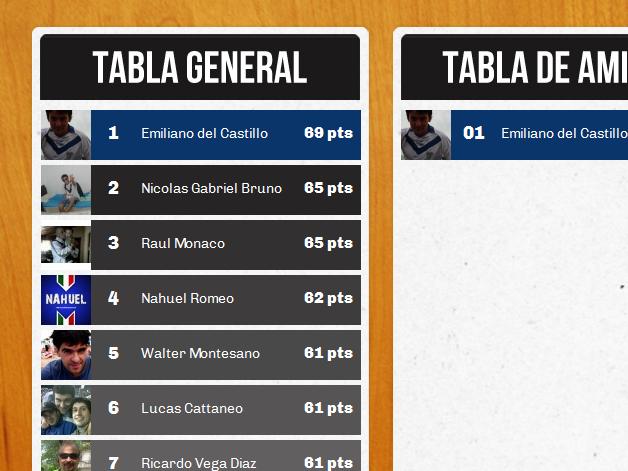 TABLA GENERAL
1 Emiliano del Castillo 69 pts
2 Nicolas Gabriel Bruno 65 pts
3 Raul Monaco 65 pts
NAHUEL
4 Nahuel Romeo 62 pts
5 Walter Montesano 61 pts
6 Lucas Cattaneo 61 pts
7 Ricardo Vega Diaz 61 pts
TABLA DE AMI
01 Emiliano del Castillo